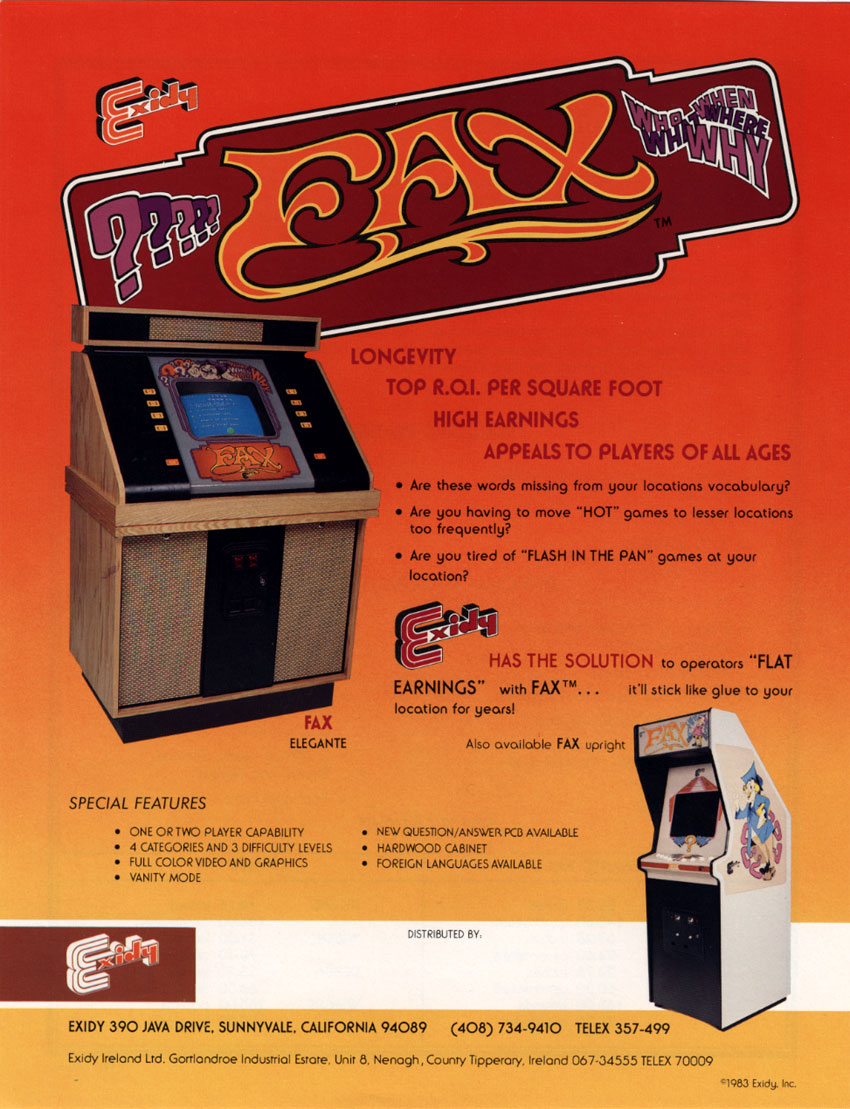 Exidy
FAX
TM
? ? ? ? ?
WHO WHEN
WHAT WHERE
WHY
LONGEVITY
TOP R.O.I. PER SQUARE FOOT
HIGH EARNINGS
APPEALS TO PLAYERS OF ALL AGES
• Are these words missing from your locations vocabulary?
• Are you having to move "HOT" games to lesser locations
too frequently?
• Are you tired of "FLASH IN THE PAN" games at your
location?
FAX
Exidy
HAS THE SOLUTION to operators "FLAT
EARNINGS" with FAX™... it'll stick like glue to your
location for years!
FAX
ELEGANTE
Also available FAX upright
FAX
SPECIAL FEATURES
• ONE OR TWO PLAYER CAPABILITY
• 4 CATEGORIES AND 3 DIFFICULTY LEVELS
• FULL COLOR VIDEO AND GRAPHICS
• VANITY MODE
• NEW QUESTION/ANSWER PCB AVAILABLE
• HARDWOOD CABINET
• FOREIGN LANGUAGES AVAILABLE
Exidy
DISTRIBUTED BY:
EXIDY 390 JAVA DRIVE, SUNNYVALE, CALIFORNIA 94089 (408) 734-9410 TELEX 357-499
Exidy Ireland Ltd. Gortlandroe Industrial Estate, Unit 8, Nenagh, County Tipperary, Ireland 067-34555 TELEX 70009
©1983 Exidy, Inc.